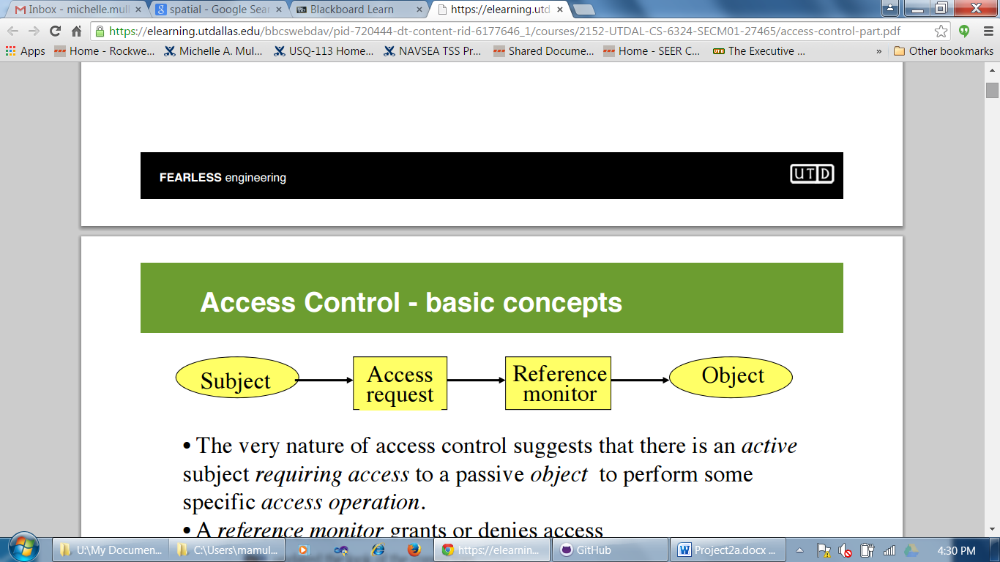 Inbox - michelle.mull
spatial - Google Sear
Blackboard Learn
https://elearning.utd
https://elearning.utdallas.edu/bbcswebdav/pid-720444-dt-content-rid-6177646_1/courses/2152-UTDAL-CS-6324-SECM01-27465/access-control-part.pdf
Apps Home - Rockwe... Michelle A. Mul... USQ-113 Home... NAVSEA TSS Pr... Shared Docume... Home - SEER C... The Executive ... » Other bookmarks
FEARLESS engineering
UTD
Access Control - basic concepts
Subject
Access
request
Reference
monitor
Object
• The very nature of access control suggests that there is an active
subject requiring access to a passive object to perform some
specific access operation.
• A reference monitor grants or denies access
U:\My Documen... C:\Users\mamul... https://elearnin... GitHub Project2a.docx ... 4:30 PM